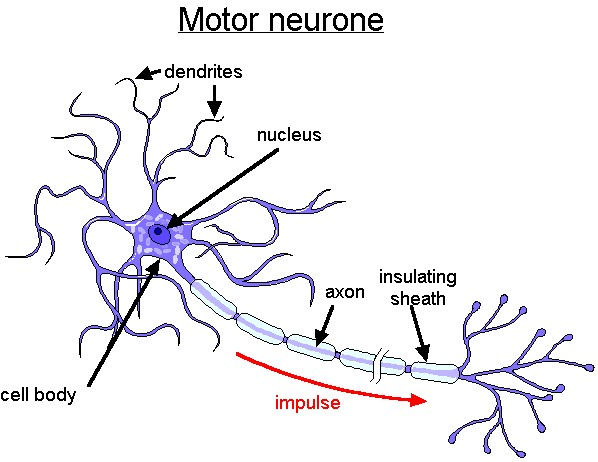 Motor neurone
dendrites
nucleus
insulating
sheath
axon
cell body
impulse